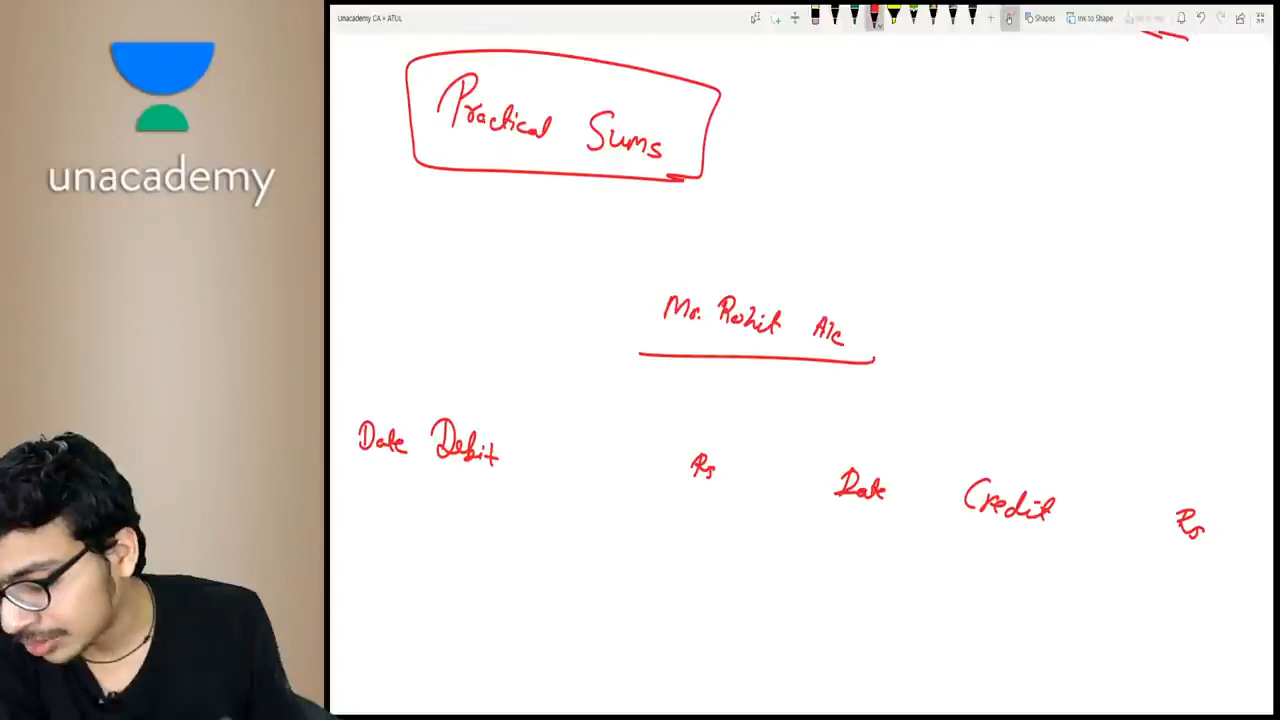 unacademy CA × ATUL
Shapes
Ink to Shape
unacademy
Practical Sums
Mr. Rohit A/c
Date Debit Rs Date Credit Rs